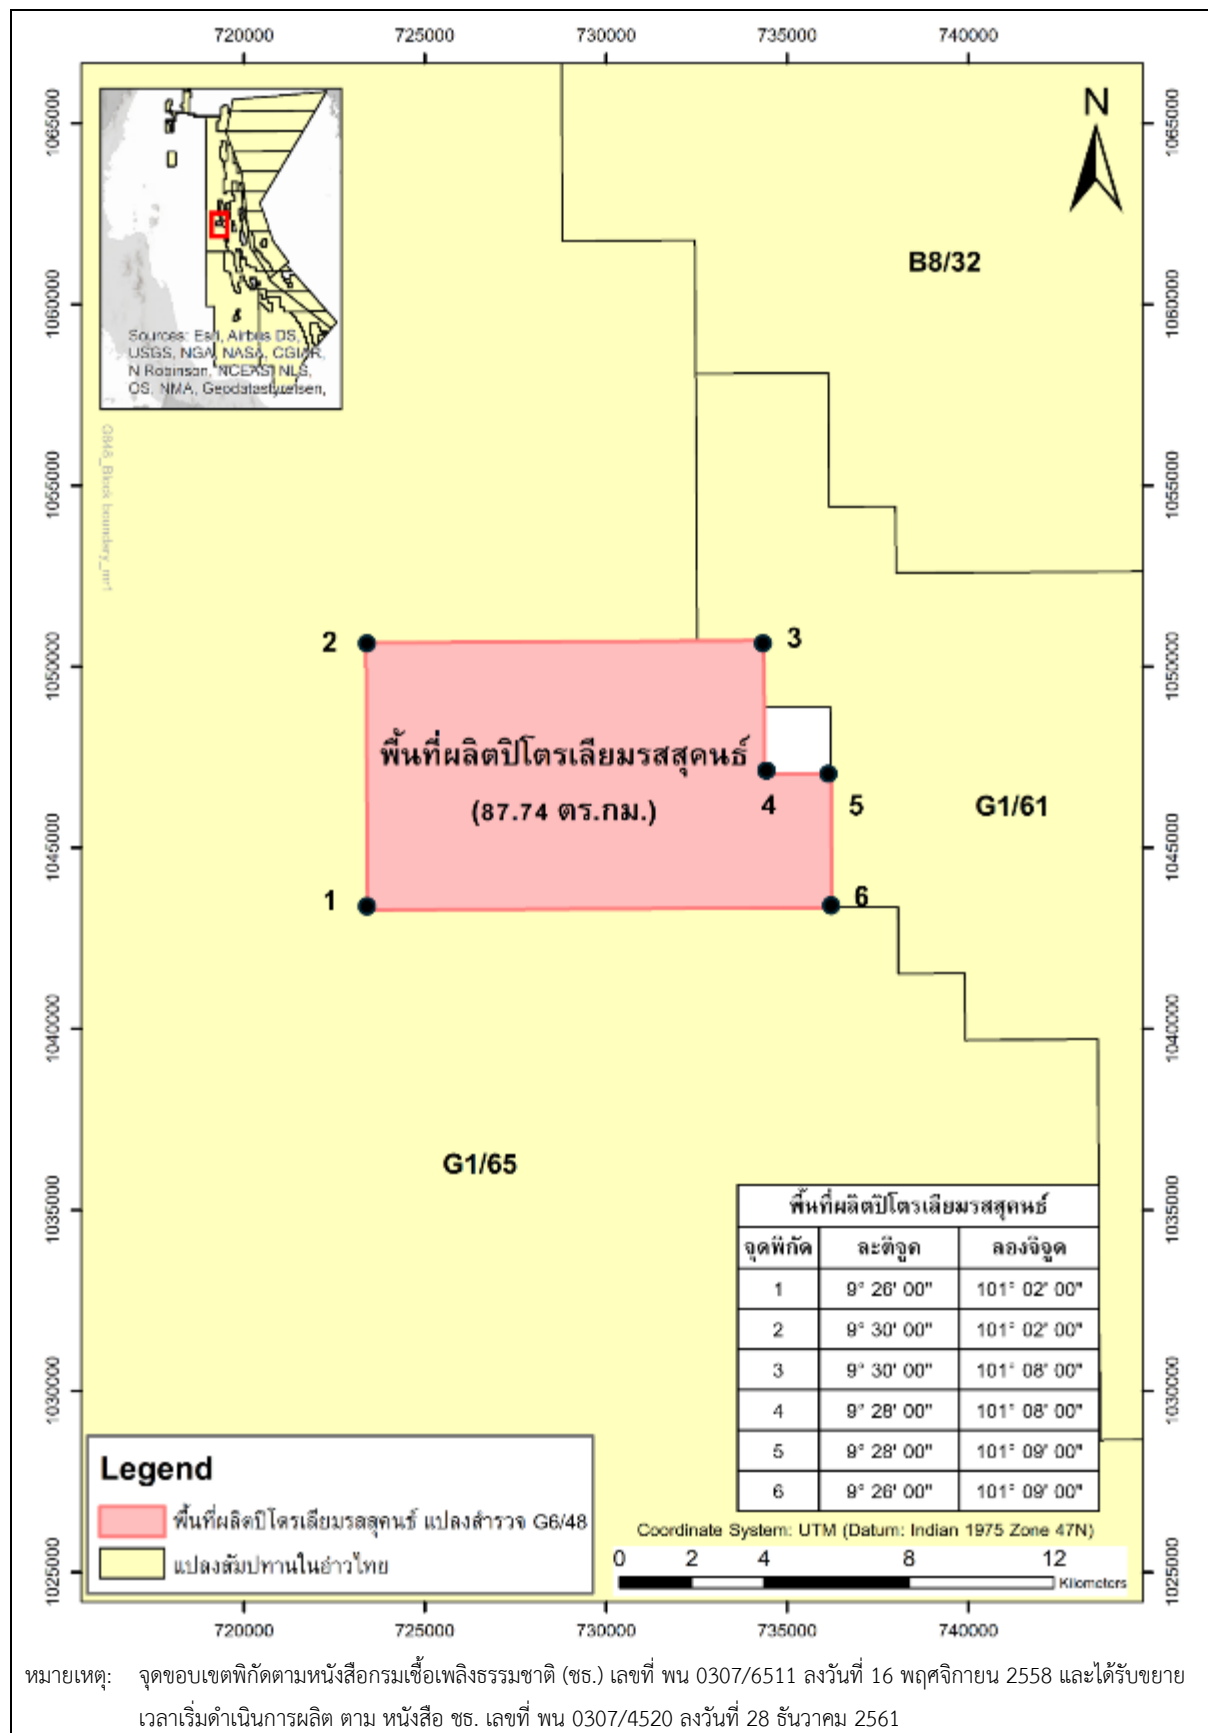 720000 725000 730000 735000 740000
1065000
1060000
1055000
1050000
1045000
1040000
1035000
1030000
1025000
1065000
1060000
1055000
1050000
1045000
1040000
1035000
1030000
1025000
N
Sources: Esri, Airbus DS,
USGS, NGA, NASA, CGIAR,
N Robinson, NCEAS, NLS,
OS, NMA, Geodatastyrelsen,
G648_Block boundary_mr1
B8/32
2
3
พื้นที่ผลิตปิโตรเลียมรสสุคนธ์
(87.74 ตร.กม.)
4
5
G1/61
1
6
G1/65
พื้นที่ผลิตปิโตรเลียมรสสุคนธ์
จุดพิกัด ละติจูด ลองจิจูด
1 9° 26' 00" 101° 02' 00"
2 9° 30' 00" 101° 02' 00"
3 9° 30' 00" 101° 08' 00"
4 9° 28' 00" 101° 08' 00"
5 9° 28' 00" 101° 09' 00"
6 9° 26' 00" 101° 09' 00"
Legend
พื้นที่ผลิตปิโตรเลียมรสสุคนธ์ แปลงสำรวจ G6/48
แปลงสัมปทานในอ่าวไทย
Coordinate System: UTM (Datum: Indian 1975 Zone 47N)
0 2 4 8 12
Kilometers
720000 725000 730000 735000 740000
หมายเหตุ: จุดขอบเขตพิกัดตามหนังสือกรมเชื้อเพลิงธรรมชาติ (ชธ.) เลขที่ พน 0307/6511 ลงวันที่ 16 พฤศจิกายน 2558 และได้รับขยาย
เวลาเริ่มดำเนินการผลิต ตาม หนังสือ ชธ. เลขที่ พน 0307/4520 ลงวันที่ 28 ธันวาคม 2561